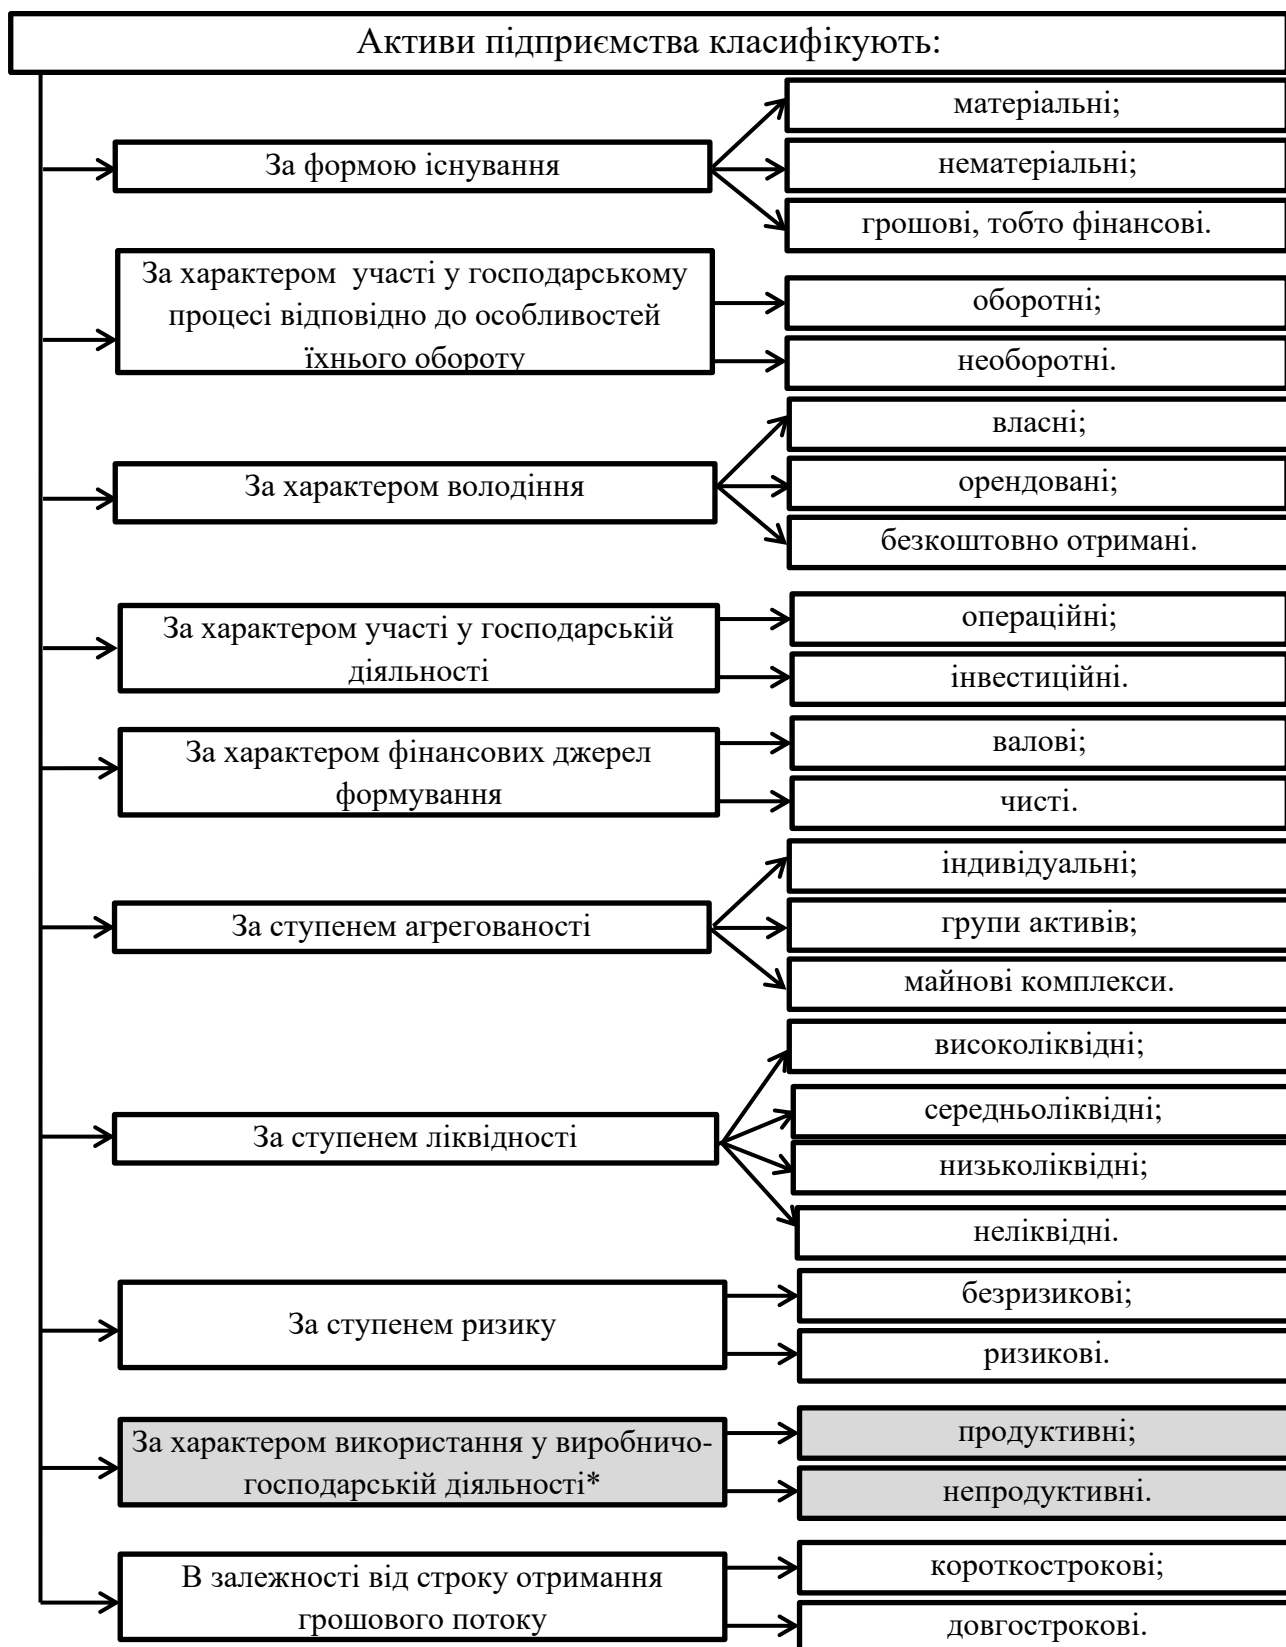 Активи підприємства класифікують:
За формою існування
матеріальні;
нематеріальні;
грошові, тобто фінансові.
За характером участі у господарському
процесі відповідно до особливостей
їхнього обороту
оборотні;
необоротні.
За характером володіння
власні;
орендовані;
безкоштовно отримані.
За характером участі у господарській
діяльності
операційні;
інвестиційні.
За характером фінансових джерел
формування
валові;
чисті.
За ступенем агрегованості
індивідуальні;
групи активів;
майнові комплекси.
За ступенем ліквідності
високоліквідні;
середньоліквідні;
низьколіквідні;
неліквідні.
За ступенем ризику
безризикові;
ризикові.
За характером використання у виробничо-
господарській діяльності*
продуктивні;
непродуктивні.
В залежності від строку отримання
грошового потоку
короткострокові;
довгострокові.